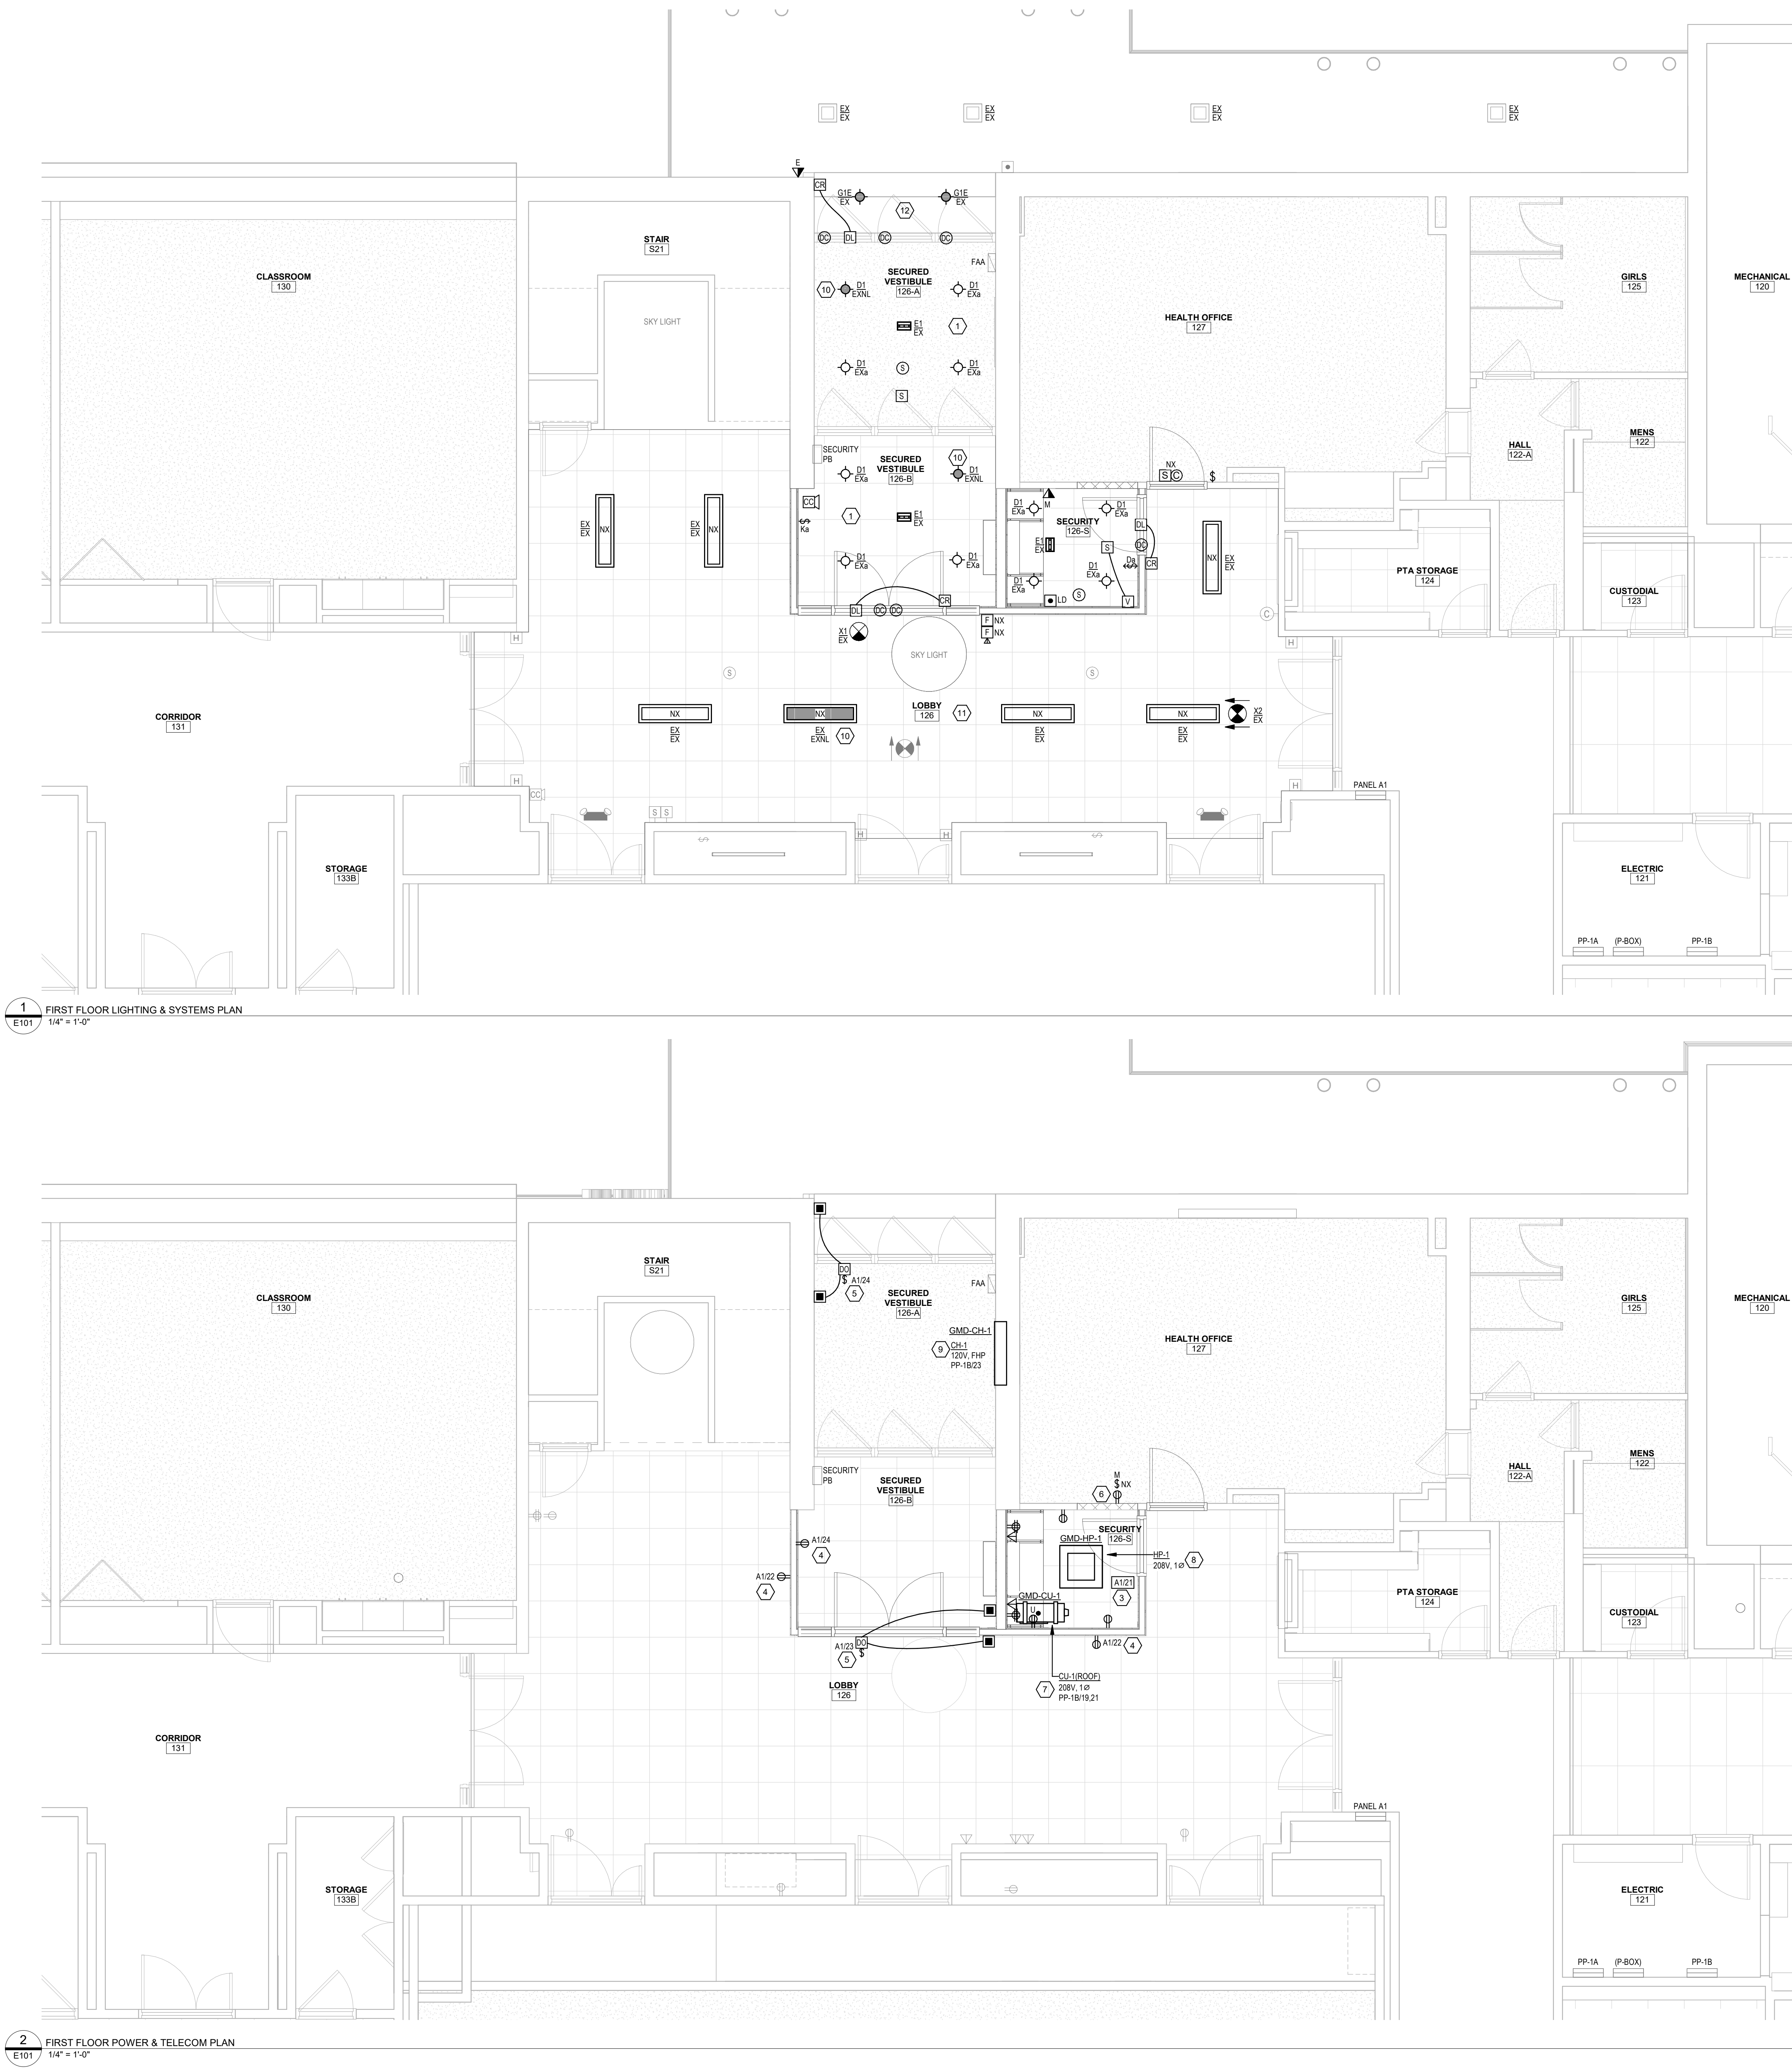 EX
EX
EX
EX
EX
EX
EX
EX
E
CR
G1E
EX
G1E
EX
12
DC
DL
DC
DC
STAIR
S21
FAA
SECURED
VESTIBULE
126-A
CLASSROOM
130
GIRLS
125
MECHANICAL
120
10
D1
EXNL
D1
EXa
SKY LIGHT
HEALTH OFFICE
127
E1
EX
1
D1
EXa
S
D1
EXa
S
SECURITY
PB
SECURED
VESTIBULE
126-B
10
D1
EXa
D1
EXNL
NX
S C
$
HALL
122-A
MENS
122
CC
Ka
1
E1
EX
D1
EXa
M
D1
EXa
SECURITY
126-S
DL
EX
EX
NX
EX
EX
NX
NX
EX
EX
E1
EX
S
DC
D1
EXa
D1
EXa
D1
EXa
D1
EXa
Da
CR
PTA STORAGE
124
CUSTODIAL
123
DL
DC
DC
CR
LD
S
V
C
X1
EX
F NX
F NX
H
H
SKY LIGHT
S
S
CORRIDOR
131
NX
EX
EX
NX
EX
EXNL
10
LOBBY
126
11
NX
EX
EX
NX
EX
EX
X2
EX
H
CC
H
PANEL A1
S S
H
H
STORAGE
133B
ELECTRIC
121
PP-1A
(P-BOX)
PP-1B
1
E101
FIRST FLOOR LIGHTING & SYSTEMS PLAN
1/4" = 1'-0"
STAIR
S21
DO
$ A1/24
5
FAA
SECURED
VESTIBULE
126-A
CLASSROOM
130
GIRLS
125
MECHANICAL
120
GMD-CH-1
9
CH-1
120V, FHP
PP-1B/23
HEALTH OFFICE
127
SECURITY
PB
SECURED
VESTIBULE
126-B
M
$ NX
6
HALL
122-A
MENS
122
A1/24
4
SECURITY
126-S
GMD-HP-1
HP-1
208V, 1Ø
8
A1/22
4
A1/21
3
GMD-CU-1
U
PTA STORAGE
124
CUSTODIAL
123
A1/23
DO
$
5
A1/22
4
LOBBY
126
7
CU-1(ROOF)
208V, 1Ø
PP-1B/19,21
CORRIDOR
131
PANEL A1
STORAGE
133B
ELECTRIC
121
PP-1A
(P-BOX)
PP-1B
2
E101
FIRST FLOOR POWER & TELECOM PLAN
1/4" = 1'-0"